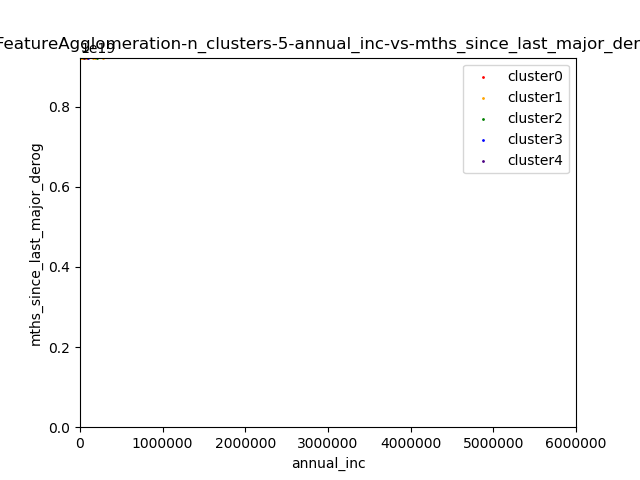 FeatureAgglomeration-n_clusters-5-annual_inc-vs-mths_since_last_major_der
1e19
0.8
0.6
0.4
0.2
0.0
mths_since_last_major_derog
cluster0
cluster1
cluster2
cluster3
cluster4
0 1000000 2000000 3000000 4000000 5000000 6000000
annual_inc